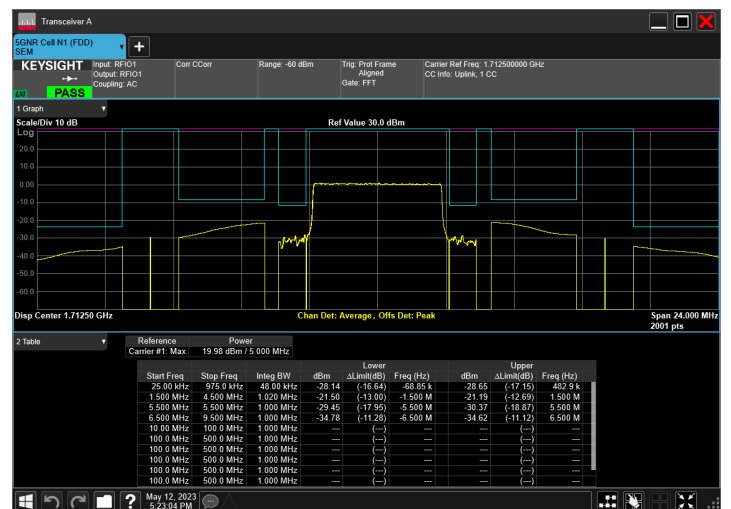 Transceiver A
5GNR Cell N1 (FDD)
SEM
KEYSIGHT
LXI
PASS
Input: RFIO1
Output: RFIO1
Coupling: AC
Corr CCorr
Range: -60 dBm
Trig: Prot Frame
Aligned
Gate: FFT
Carrier Ref Freq: 1.712500000 GHz
CC Info: Uplink, 1 CC
1 Graph
Scale/Div 10 dB
Ref Value 30.0 dBm
Log
20.0
10.0
0.00
-10.0
-20.0
-30.0
-40.0
-50.0
-60.0
Disp Center 1.71250 GHz
Chan Det: Average , Offs Det: Peak
Span 24.000 MHz
2001 pts
2 Table
Reference Power
Carrier #1: Max 19.98 dBm / 5.000 MHz
Lower Upper
Start Freq Stop Freq Integ BW dBm ΔLimit(dB) Freq (Hz) dBm ΔLimit(dB) Freq (Hz)
25.00 kHz 975.0 kHz 48.00 kHz -28.14 (-16.64) -68.85 k -28.65 (-17.15) 482.9 k
1.500 MHz 4.500 MHz 1.020 MHz -21.50 (-13.00) -1.500 M -21.19 (-12.69) 1.500 M
5.500 MHz 5.500 MHz 1.000 MHz -29.45 (-17.95) -5.500 M -30.37 (-18.87) 5.500 M
6.500 MHz 9.500 MHz 1.000 MHz -34.78 (-11.28) -6.500 M -34.62 (-11.12) 6.500 M
10.00 MHz 100.0 MHz 1.000 MHz --- (---) --- --- (---) ---
100.0 MHz 500.0 MHz 1.000 MHz --- (---) --- --- (---) ---
100.0 MHz 500.0 MHz 1.000 MHz --- (---) --- --- (---) ---
100.0 MHz 500.0 MHz 1.000 MHz --- (---) --- --- (---) ---
100.0 MHz 500.0 MHz 1.000 MHz --- (---) --- --- (---) ---
May 12, 2023
5:23:04 PM